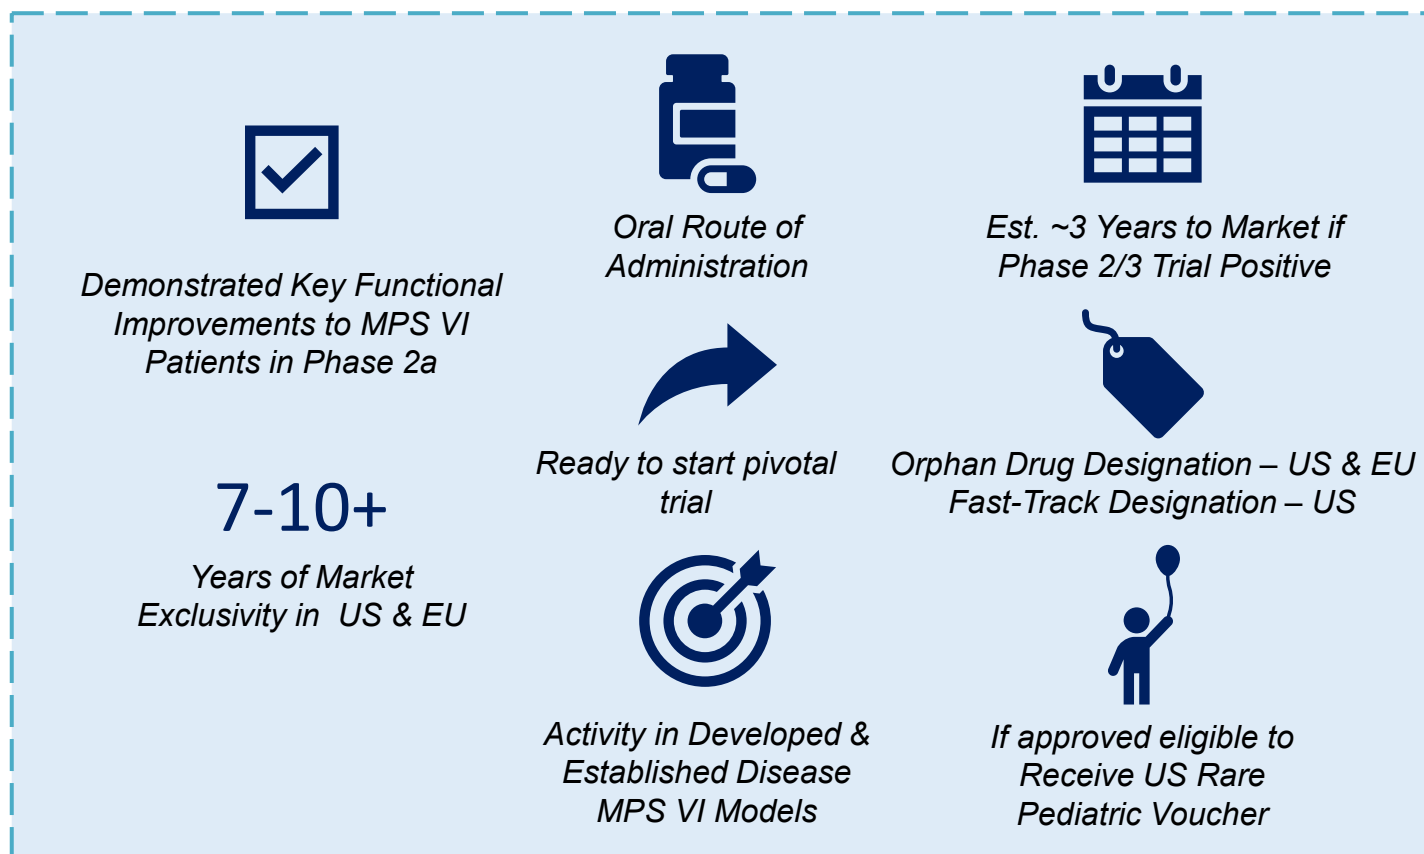 Demonstrated Key Functional
Improvements to MPS VI
Patients in Phase 2a
7-10+
Years of Market
Exclusivity in  US & EU
Oral Route of
Administration
Ready to start pivotal
trial
Activity in Developed &
Established Disease
MPS VI Models
Est. ~3 Years to Market if
Phase 2/3 Trial Positive
Orphan Drug Designation – US & EU
Fast-Track Designation – US
If approved eligible to
Receive US Rare
Pediatric Voucher